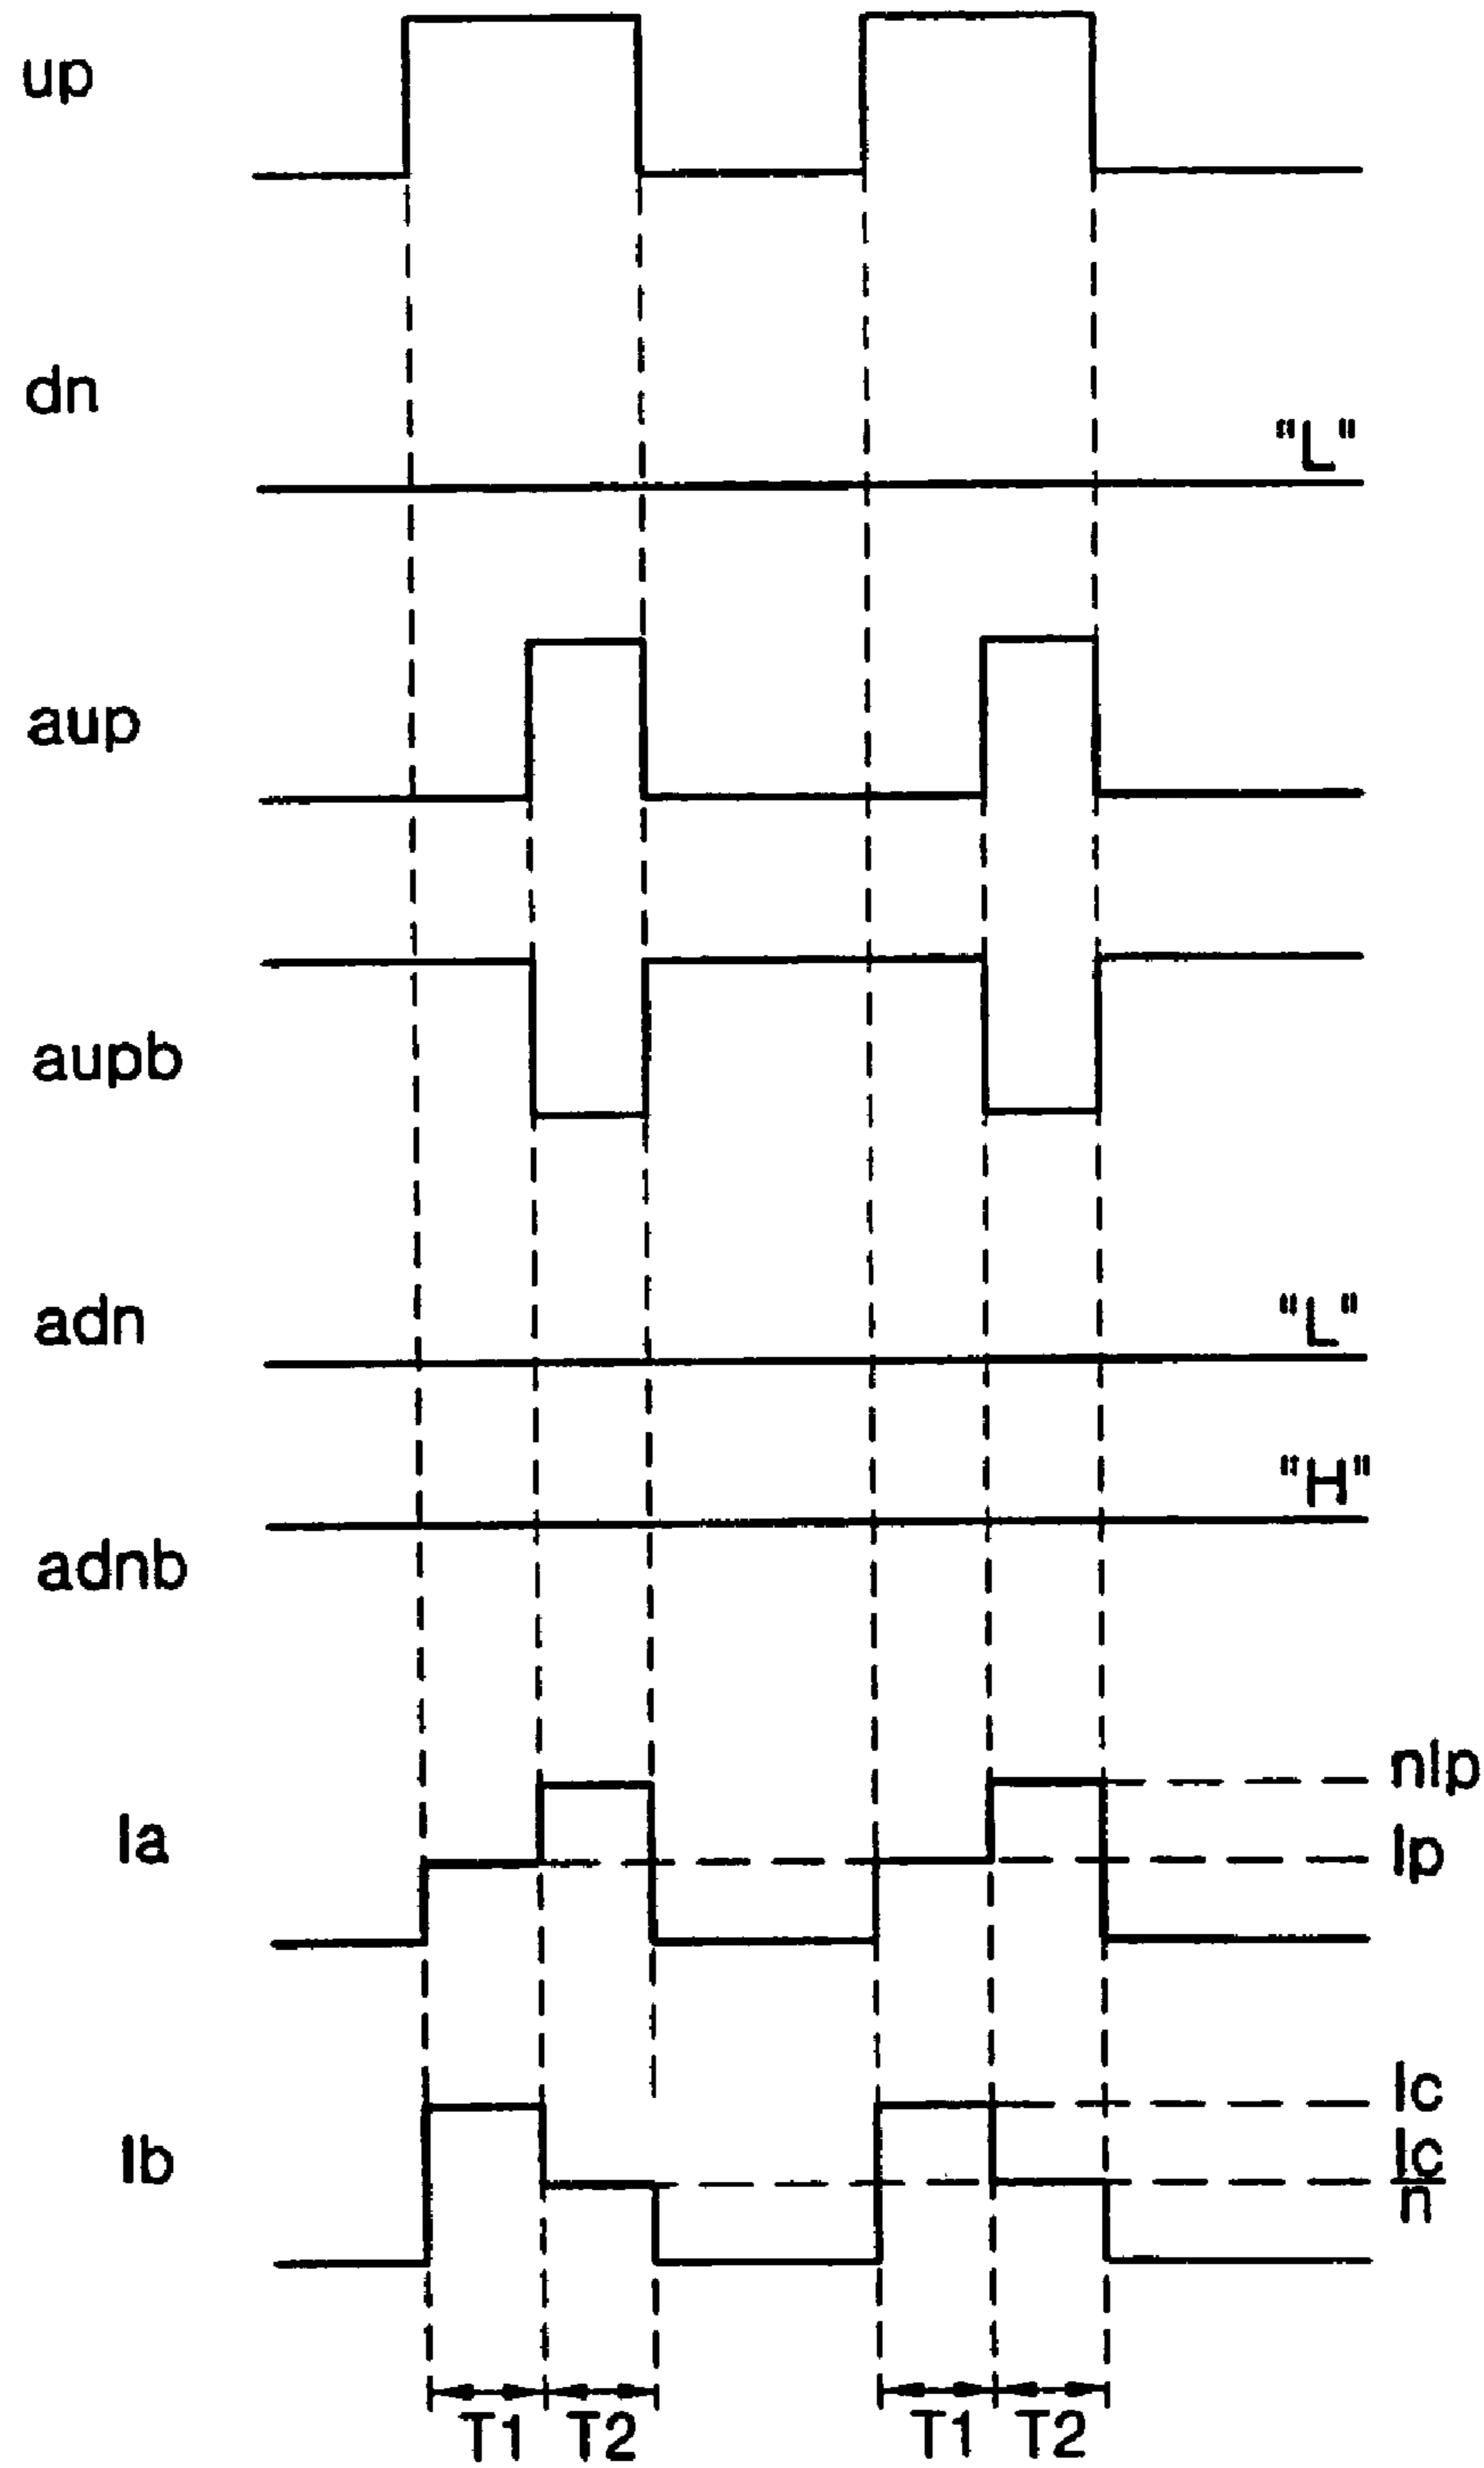 up
dn
"L"
aup
aupb
adn
"L"
"H"
adnb
nIp
Ia
Ip
Ic
Ib
Ic
n
T1 T2 T1 T2